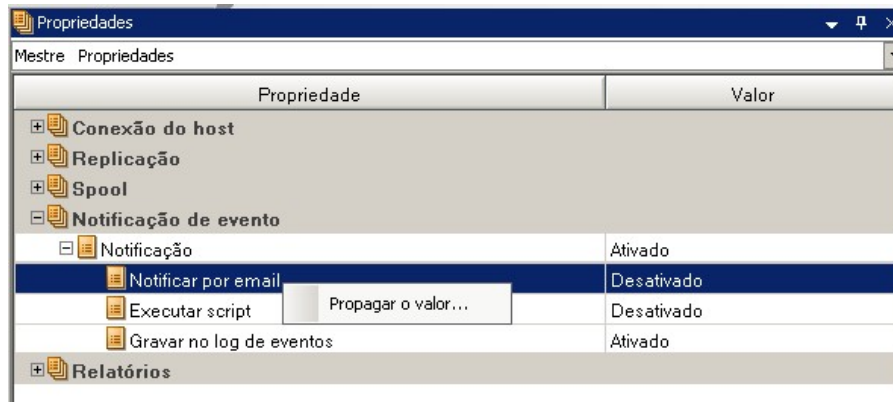 Propriedades
Mestre Propriedades
Propriedade Valor
Conexão do host
Replicação
Spool
Notificação de evento
Notificação Ativado
Notificar por email Desativado
Propagar o valor...
Executar script Desativado
Gravar no log de eventos Ativado
Relatórios